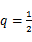 q = 1/2